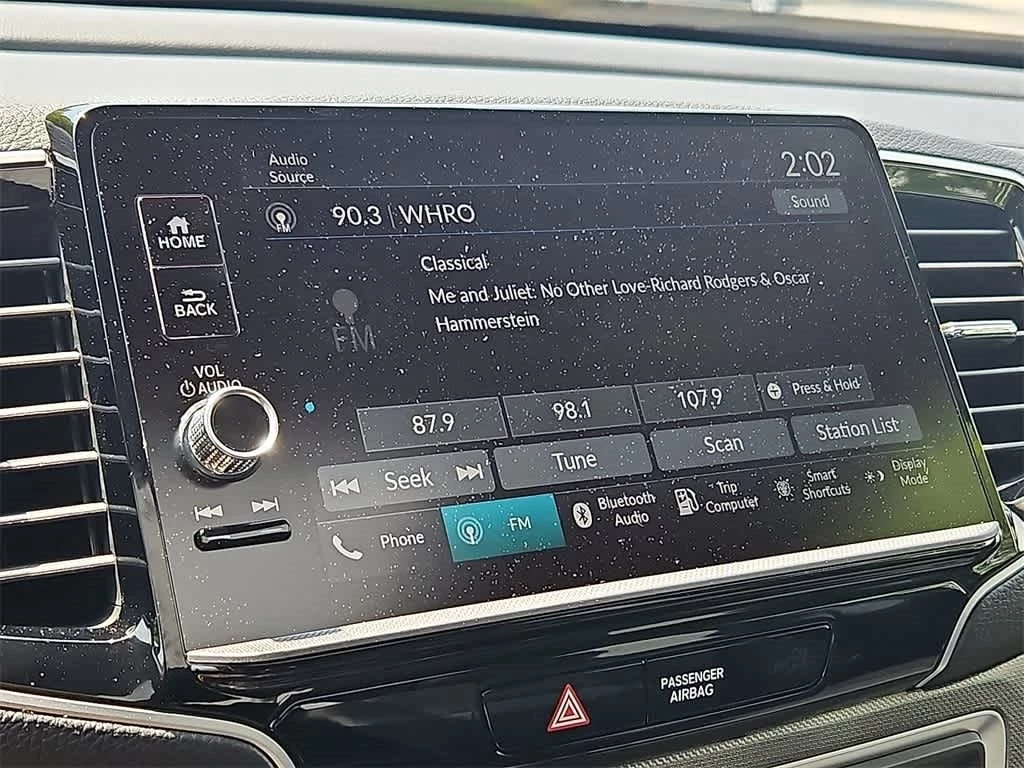 Audio
Source
2:02
FM
90.3 | WHRO
Sound
HOME
Classical
Me and Juliet: No Other Love-Richard Rodgers & Oscar
Hammerstein
BACK
FM
VOL
AUDIO
87.9
98.1
107.9
Press & Hold
Seek
Tune
Scan
Station List
Phone
FM
Bluetooth
Audio
Trip
Computer
Smart
Shortcuts
Display
Mode
PASSENGER
AIRBAG